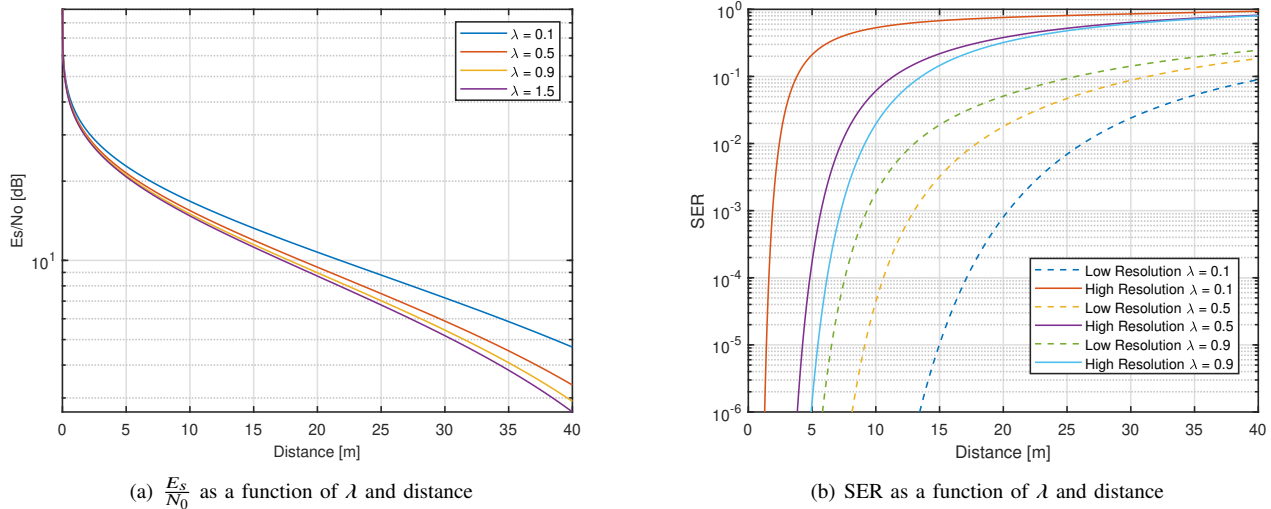 λ = 0.1
λ = 0.5
λ = 0.9
λ = 1.5
Es/No [dB]
10^1
0 5 10 15 20 25 30 35 40
Distance [m]
(a) E_s/N_0 as a function of λ and distance
10^0
10^-1
10^-2
10^-3
10^-4
10^-5
10^-6
SER
Low Resolution λ = 0.1
High Resolution λ = 0.1
Low Resolution λ = 0.5
High Resolution λ = 0.5
Low Resolution λ = 0.9
High Resolution λ = 0.9
0 5 10 15 20 25 30 35 40
Distance [m]
(b) SER as a function of λ and distance